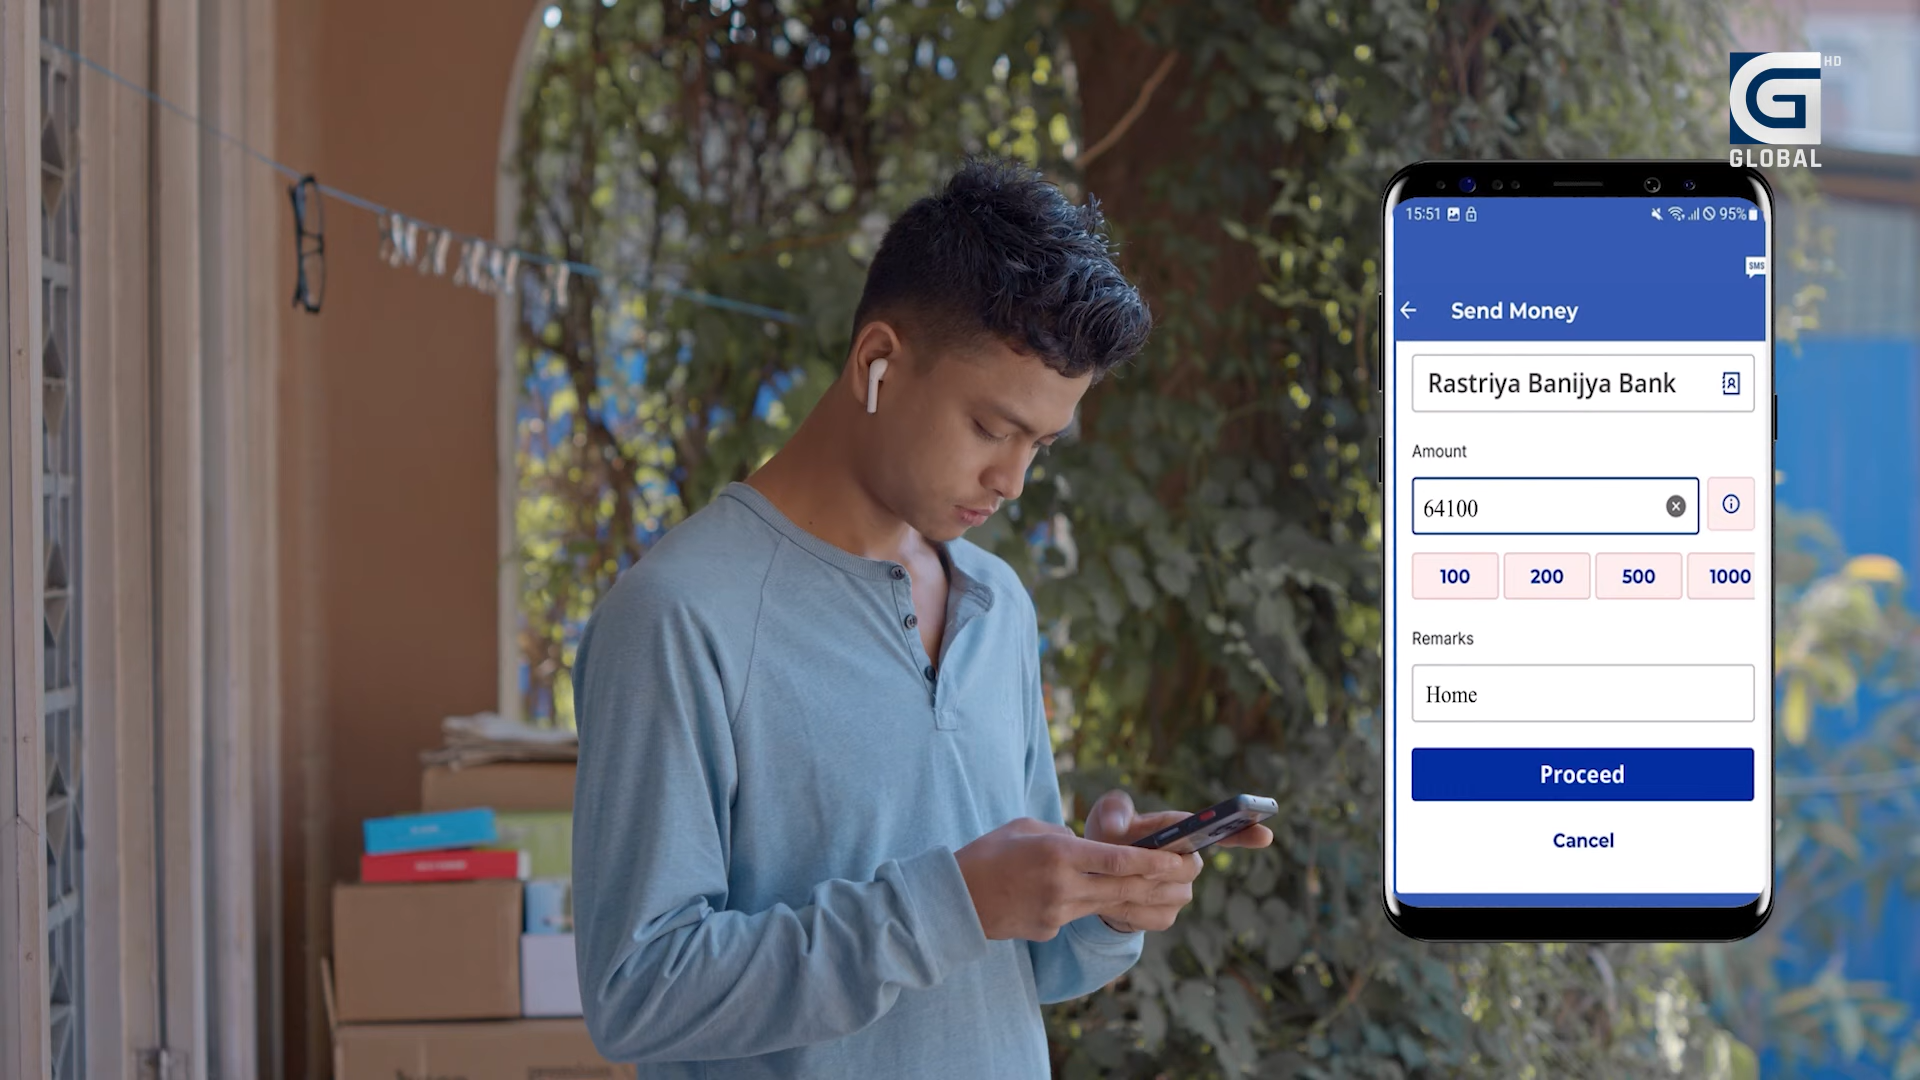 HD
GLOBAL
15:51 95%
SMS
Send Money
Rastriya Banijya Bank
Amount
64100
100 200 500 1000
Remarks
Home
Proceed
Cancel
premium